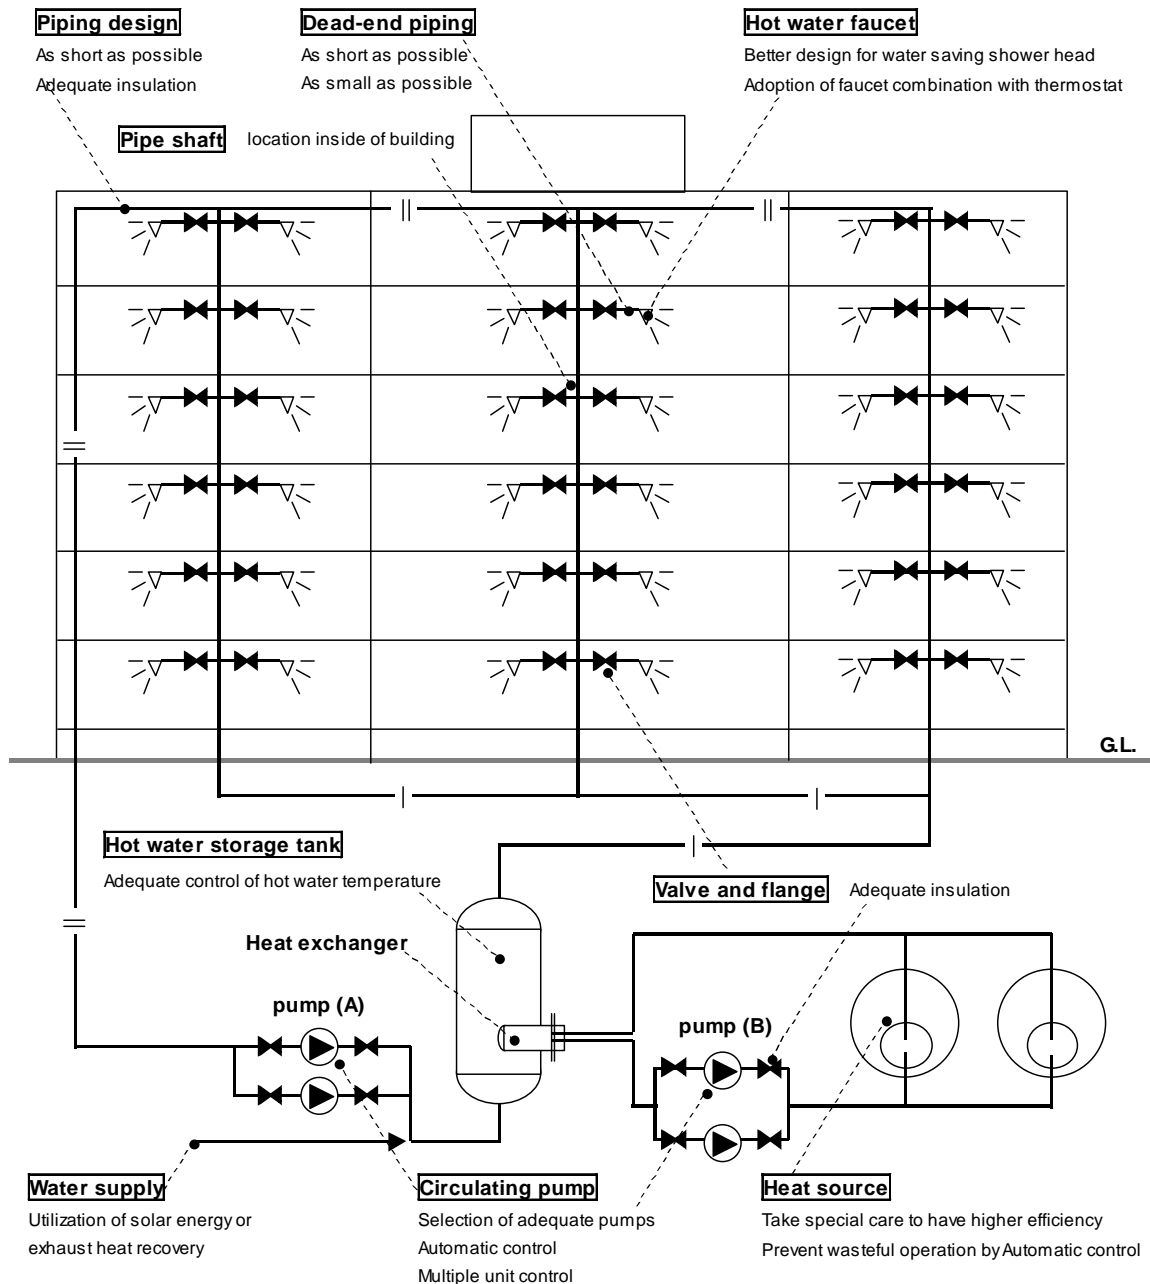 Piping design
As short as possible
Adequate insulation
Dead-end piping
As short as possible
As small as possible
Hot water faucet
Better design for water saving shower head
Adoption of faucet combination with thermostat
Pipe shaft
location inside of building
G.L.
Hot water storage tank
Adequate control of hot water temperature
Valve and flange
Adequate insulation
Heat exchanger
pump (A)
pump (B)
Water supply
Utilization of solar energy or
exhaust heat recovery
Circulating pump
Selection of adequate pumps
Automatic control
Multiple unit control
Heat source
Take special care to have higher efficiency
Prevent wasteful operation by Automatic control